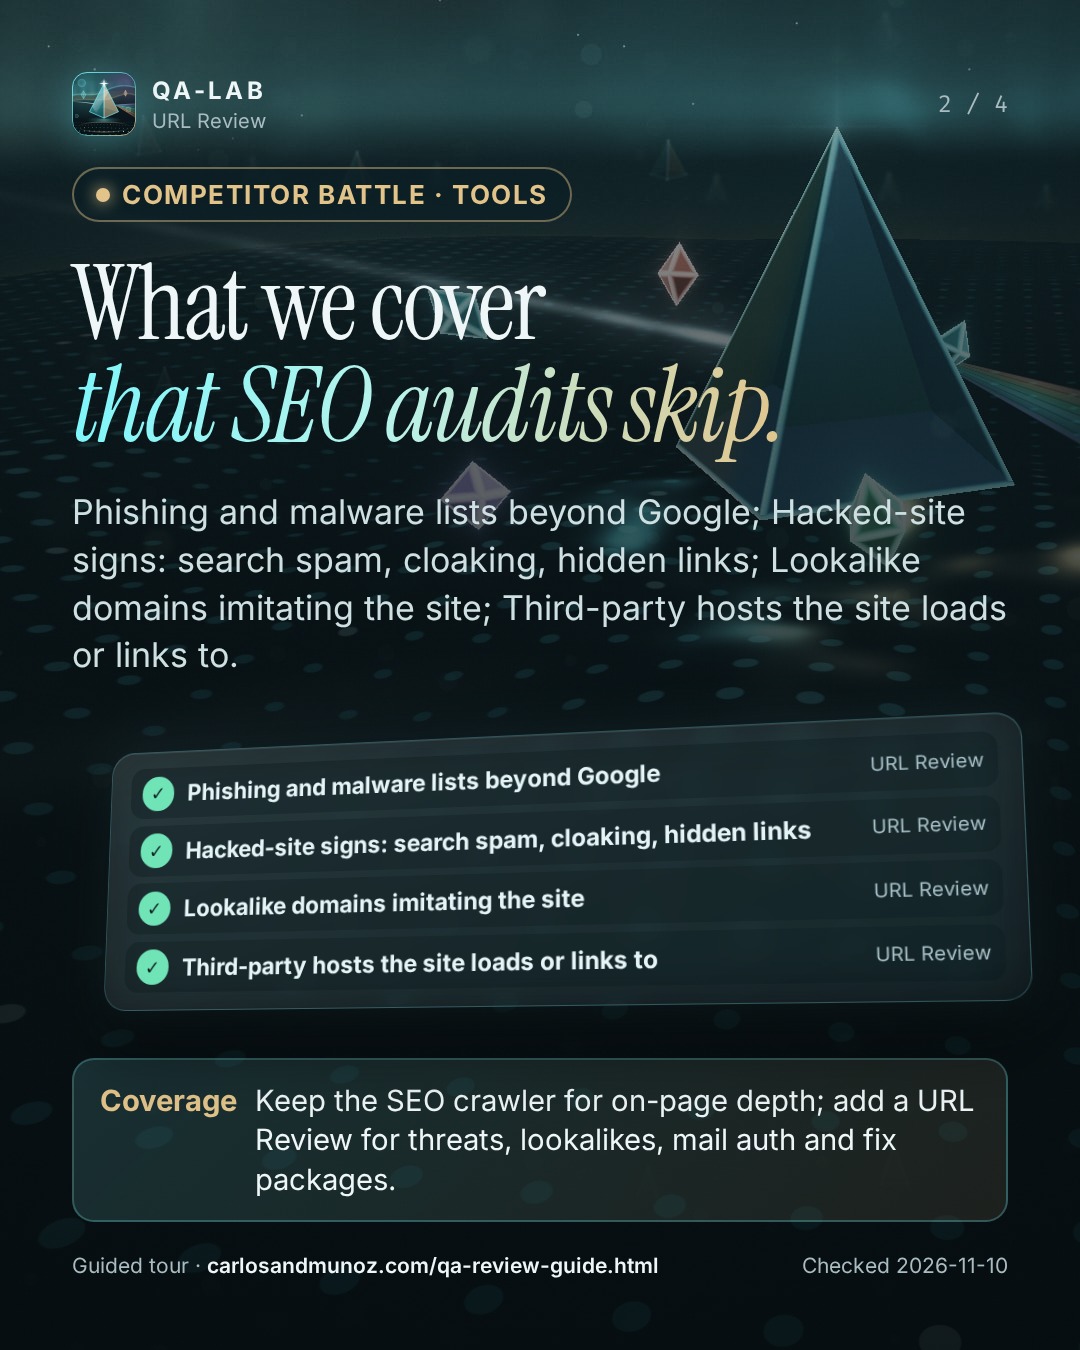 QA-LAB
URL Review
2 / 4
COMPETITOR BATTLE · TOOLS
What we cover
that SEO audits skip.
Phishing and malware lists beyond Google; Hacked-site
signs: search spam, cloaking, hidden links; Lookalike
domains imitating the site; Third-party hosts the site loads
or links to.
✓ Phishing and malware lists beyond Google URL Review
✓ Hacked-site signs: search spam, cloaking, hidden links URL Review
✓ Lookalike domains imitating the site URL Review
✓ Third-party hosts the site loads or links to URL Review
Coverage Keep the SEO crawler for on-page depth; add a URL
Review for threats, lookalikes, mail auth and fix
packages.
Guided tour · carlosandmunoz.com/qa-review-guide.html
Checked 2026-11-10